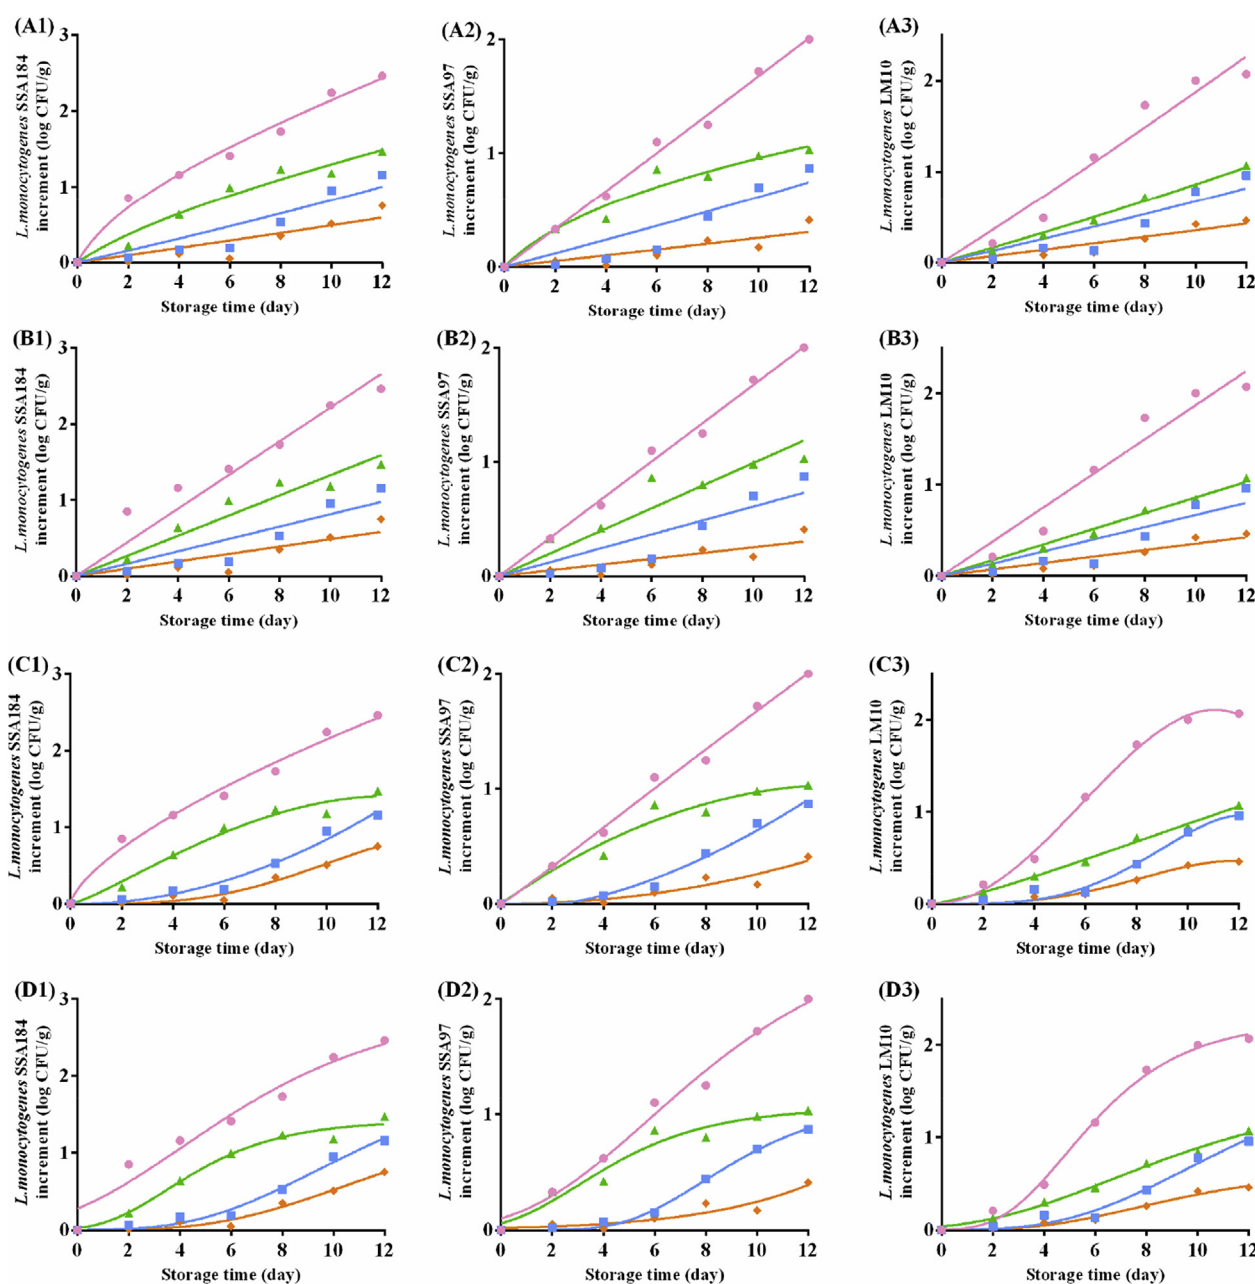 (A1)
L.monocytogenes SSA184
increment (log CFU/g)
3
2
1
0
0 2 4 6 8 10 12
Storage time (day)
(A2)
L.monocytogenes SSA97
increment (log CFU/g)
2
1
0
0 2 4 6 8 10 12
Storage time (day)
(A3)
L.monocytogenes LM10
increment (log CFU/g)
2
1
0
0 2 4 6 8 10 12
Storage time (day)
(B1)
L.monocytogenes SSA184
increment (log CFU/g)
3
2
1
0
0 2 4 6 8 10 12
Storage time (day)
(B2)
L.monocytogenes SSA97
increment (log CFU/g)
2
1
0
0 2 4 6 8 10 12
Storage time (day)
(B3)
L.monocytogenes LM10
increment (log CFU/g)
2
1
0
0 2 4 6 8 10 12
Storage time (day)
(C1)
L.monocytogenes SSA184
increment (log CFU/g)
3
2
1
0
0 2 4 6 8 10 12
Storage time (day)
(C2)
L.monocytogenes SSA97
increment (log CFU/g)
2
1
0
0 2 4 6 8 10 12
Storage time (day)
(C3)
L.monocytogenes LM10
increment (log CFU/g)
2
1
0
0 2 4 6 8 10 12
Storage time (day)
(D1)
L.monocytogenes SSA184
increment (log CFU/g)
3
2
1
0
0 2 4 6 8 10 12
Storage time (day)
(D2)
L.monocytogenes SSA97
increment (log CFU/g)
2
1
0
0 2 4 6 8 10 12
Storage time (day)
(D3)
L.monocytogenes LM10
increment (log CFU/g)
2
1
0
0 2 4 6 8 10 12
Storage time (day)